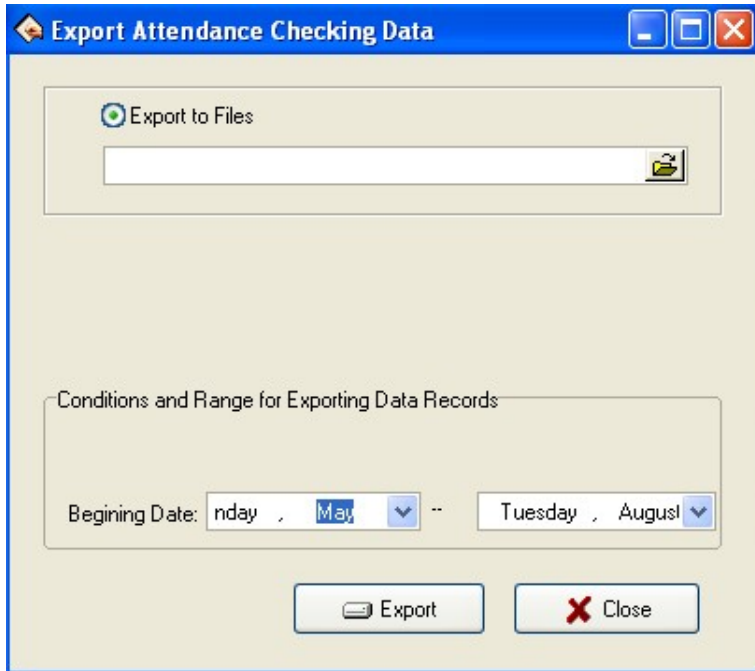 Export Attendance Checking Data
Export to Files
Conditions and Range for Exporting Data Records
Begining Date: nday , May -- Tuesday , August
Export Close